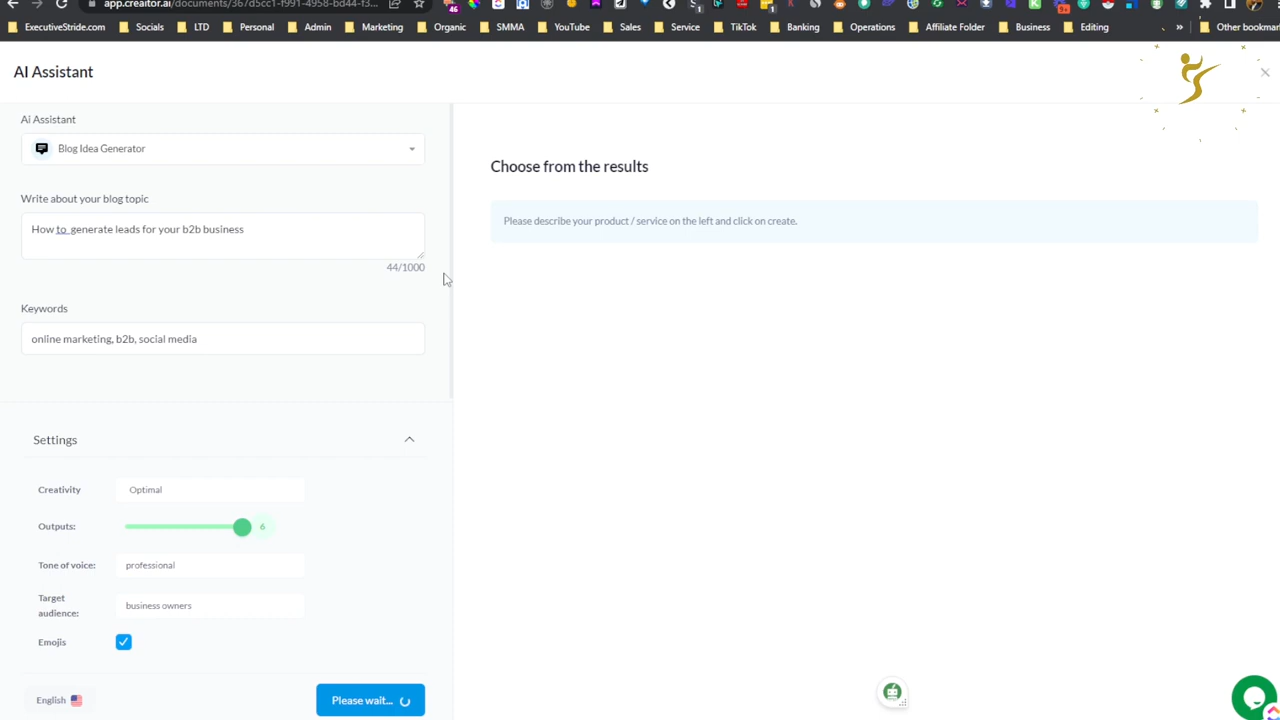 app.creaitor.ai/documents/367d5cc1-f991-4958-bd44-f3...
ExecutiveStride.com Socials LTD Personal Admin Marketing Organic SMMA YouTube Sales Service TikTok Banking Operations Affiliate Folder Business Editing » Other bookmar
AI Assistant
Ai Assistant
Blog Idea Generator
Write about your blog topic
How to generate leads for your b2b business
44/1000
Keywords
online marketing, b2b, social media
Settings
Creativity Optimal
Outputs: 6
Tone of voice: professional
Target audience: business owners
Emojis
English
Please wait...
Choose from the results
Please describe your product / service on the left and click on create.